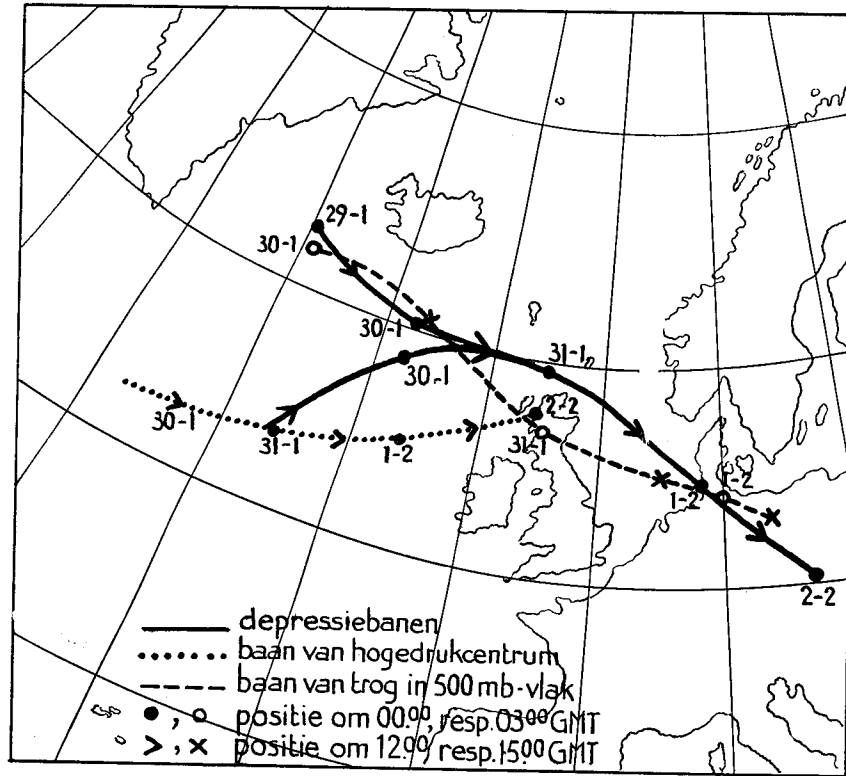 29-1
30-1
30-1
31-1
30-1
30-1
2-2
31-1
31-1
1-2
1-2
1-2
2-2
depressiebanen
baan van hogedrukcentrum
baan van trog in 500 mb-vlak
●, ○ positie om 00.00, resp. 03.00 GMT
>, × positie om 12.00, resp. 15.00 GMT